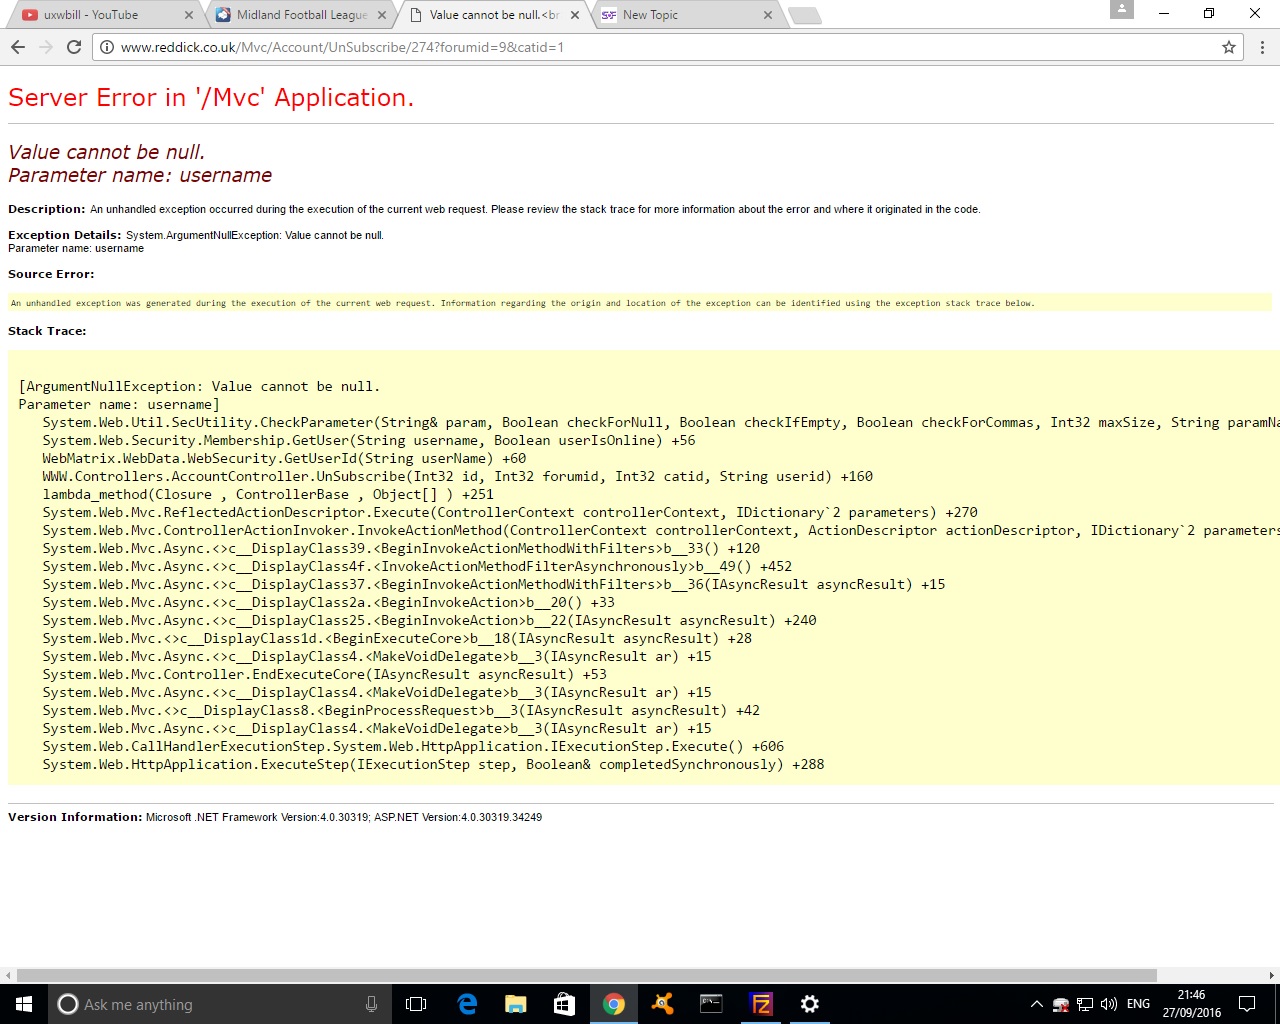 uxwbill - YouTube
Midland Football League
Value cannot be null.<br
New Topic
www.reddick.co.uk/Mvc/Account/UnSubscribe/274?forumid=9&catid=1
Server Error in '/Mvc' Application.
Value cannot be null.
Parameter name: username
Description: An unhandled exception occurred during the execution of the current web request. Please review the stack trace for more information about the error and where it originated in the code.
Exception Details: System.ArgumentNullException: Value cannot be null.
Parameter name: username
Source Error:
An unhandled exception was generated during the execution of the current web request. Information regarding the origin and location of the exception can be identified using the exception stack trace below.
Stack Trace:
[ArgumentNullException: Value cannot be null.
Parameter name: username]
System.Web.Util.SecUtility.CheckParameter(String& param, Boolean checkForNull, Boolean checkIfEmpty, Boolean checkForCommas, Int32 maxSize, String paramNa
System.Web.Security.Membership.GetUser(String username, Boolean userIsOnline) +56
WebMatrix.WebData.WebSecurity.GetUserId(String userName) +60
WWW.Controllers.AccountController.UnSubscribe(Int32 id, Int32 forumid, Int32 catid, String userid) +160
lambda_method(Closure , ControllerBase , Object[] ) +251
System.Web.Mvc.ReflectedActionDescriptor.Execute(ControllerContext controllerContext, IDictionary`2 parameters) +270
System.Web.Mvc.ControllerActionInvoker.InvokeActionMethod(ControllerContext controllerContext, ActionDescriptor actionDescriptor, IDictionary`2 parameters
System.Web.Mvc.Async.<>c__DisplayClass39.<BeginInvokeActionMethodWithFilters>b__33() +120
System.Web.Mvc.Async.<>c__DisplayClass4f.<InvokeActionMethodFilterAsynchronously>b__49() +452
System.Web.Mvc.Async.<>c__DisplayClass37.<BeginInvokeActionMethodWithFilters>b__36(IAsyncResult asyncResult) +15
System.Web.Mvc.Async.<>c__DisplayClass2a.<BeginInvokeAction>b__20() +33
System.Web.Mvc.Async.<>c__DisplayClass25.<BeginInvokeAction>b__22(IAsyncResult asyncResult) +240
System.Web.Mvc.<>c__DisplayClass1d.<BeginExecuteCore>b__18(IAsyncResult asyncResult) +28
System.Web.Mvc.Async.<>c__DisplayClass4.<MakeVoidDelegate>b__3(IAsyncResult ar) +15
System.Web.Mvc.Controller.EndExecuteCore(IAsyncResult asyncResult) +53
System.Web.Mvc.Async.<>c__DisplayClass4.<MakeVoidDelegate>b__3(IAsyncResult ar) +15
System.Web.Mvc.<>c__DisplayClass8.<BeginProcessRequest>b__3(IAsyncResult asyncResult) +42
System.Web.Mvc.Async.<>c__DisplayClass4.<MakeVoidDelegate>b__3(IAsyncResult ar) +15
System.Web.CallHandlerExecutionStep.System.Web.HttpApplication.IExecutionStep.Execute() +606
System.Web.HttpApplication.ExecuteStep(IExecutionStep step, Boolean& completedSynchronously) +288
Version Information: Microsoft .NET Framework Version:4.0.30319; ASP.NET Version:4.0.30319.34249
Ask me anything
ENG
21:46
27/09/2016